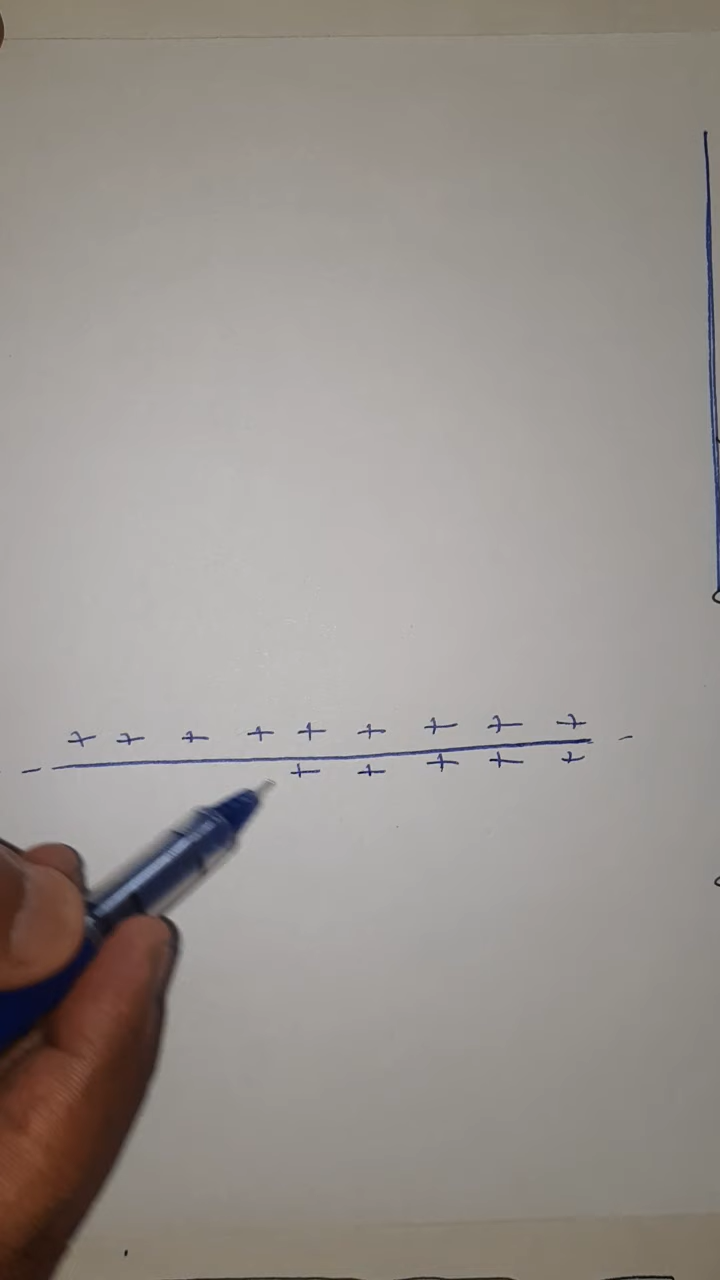 + + + + + + + + +
- -
+ + + + +